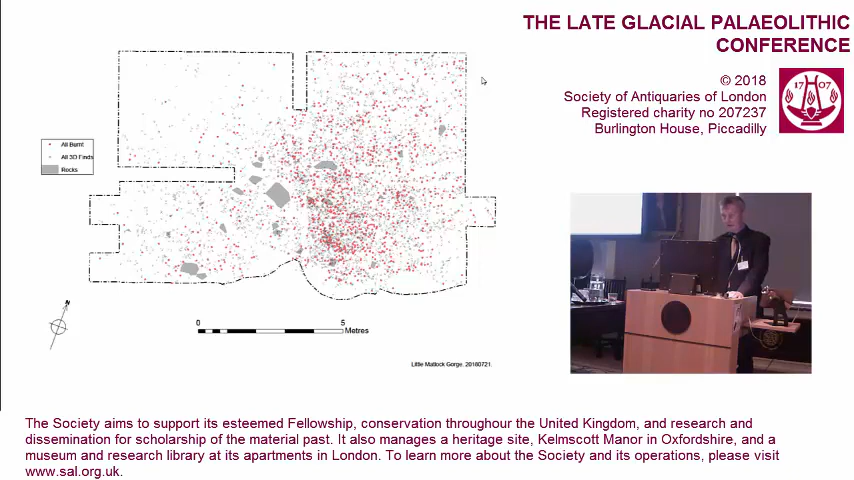 THE LATE GLACIAL PALAEOLITHIC
CONFERENCE
© 2018
Society of Antiquaries of London
Registered charity no 207237
Burlington House, Piccadilly
17 07
All Burnt
All 3D Finds
Rocks
N
0 5
Metres
Little Matlock Gorge. 20160721.
The Society aims to support its esteemed Fellowship, conservation throughour the United Kingdom, and research and
dissemination for scholarship of the material past. It also manages a heritage site, Kelmscott Manor in Oxfordshire, and a
museum and research library at its apartments in London. To learn more about the Society and its operations, please visit
www.sal.org.uk.